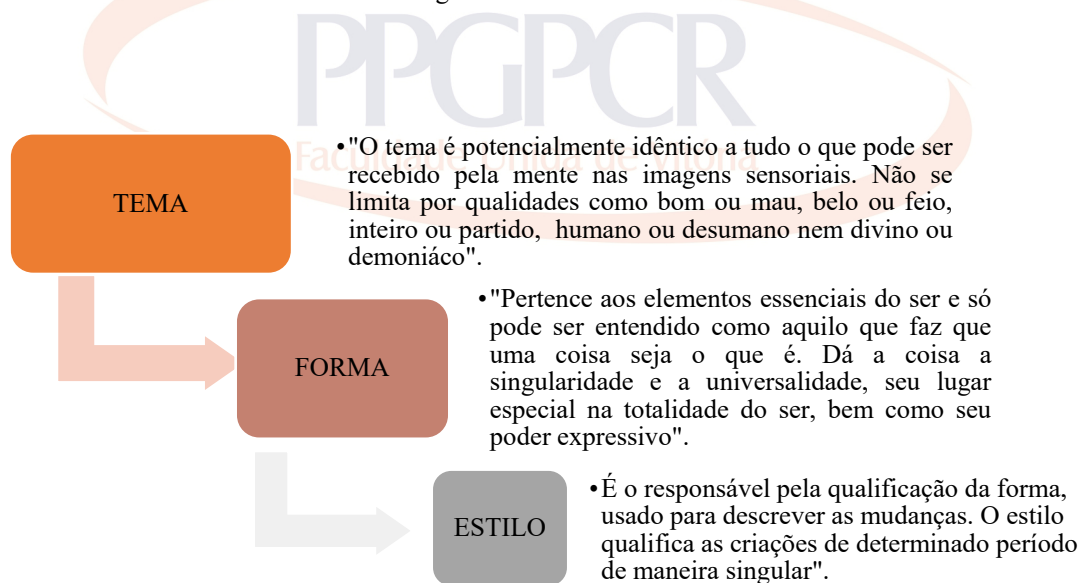 PPGPCR
Faculdade Unida de Vitória
TEMA
•"O tema é potencialmente idêntico a tudo o que pode ser
recebido pela mente nas imagens sensoriais. Não se
limita por qualidades como bom ou mau, belo ou feio,
inteiro ou partido, humano ou desumano nem divino ou
demoniáco".
FORMA
•"Pertence aos elementos essenciais do ser e só
pode ser entendido como aquilo que faz que
uma coisa seja o que é. Dá a coisa a
singularidade e a universalidade, seu lugar
especial na totalidade do ser, bem como seu
poder expressivo".
ESTILO
•É o responsável pela qualificação da forma,
usado para descrever as mudanças. O estilo
qualifica as criações de determinado período
de maneira singular".